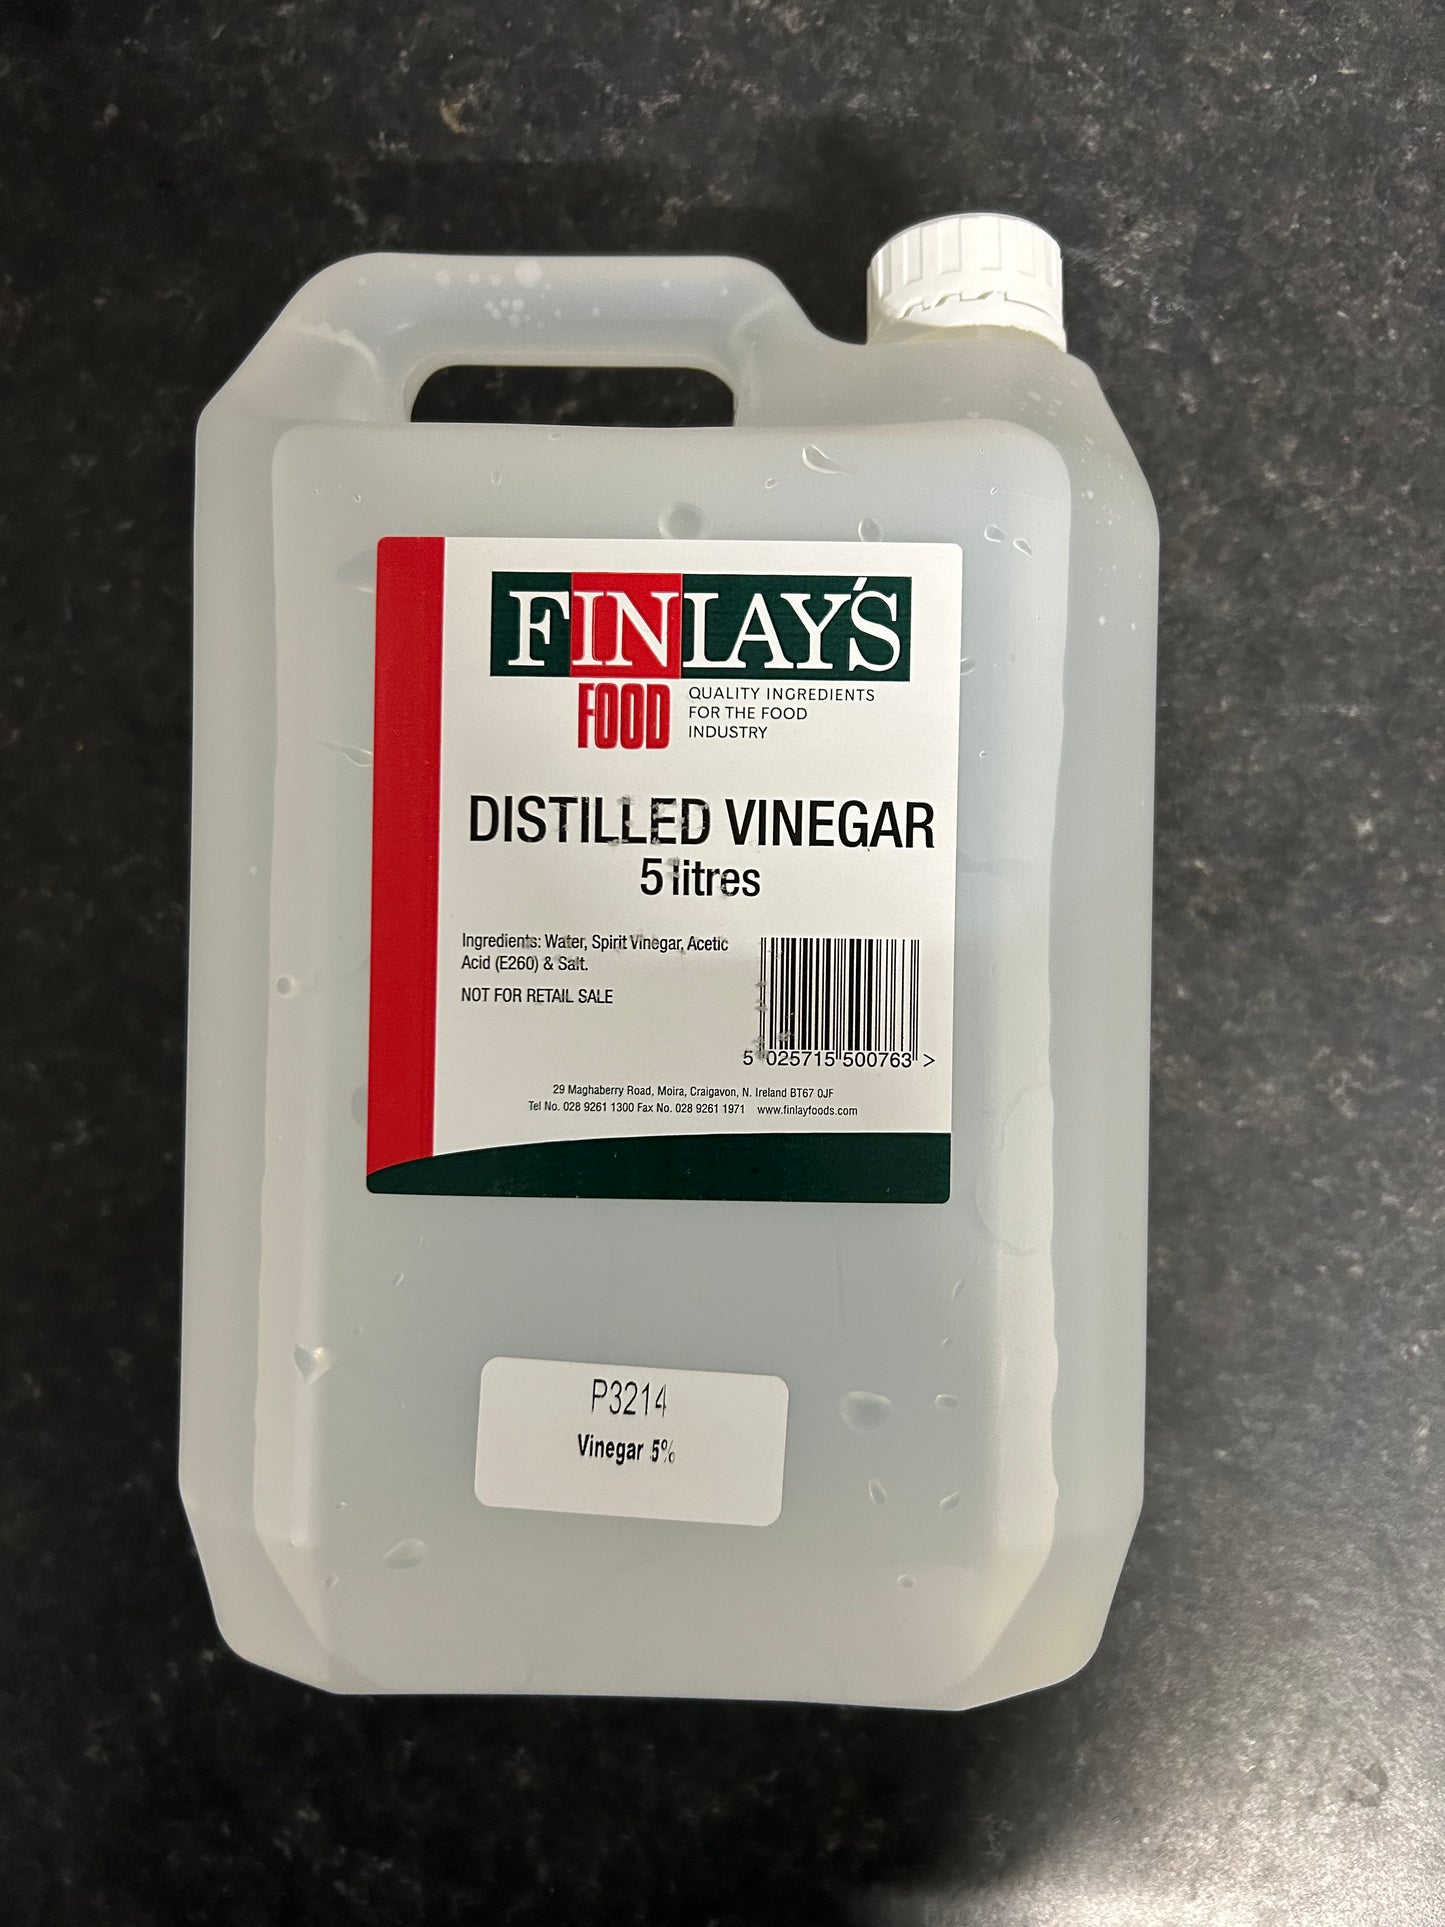 FINLAY'S
FOOD
QUALITY INGREDIENTS
FOR THE FOOD
INDUSTRY
DISTILLED VINEGAR
5 litres
Ingredients: Water, Spirit Vinegar, Acetic
Acid (E260) & Salt.
NOT FOR RETAIL SALE
5 025715 500763 >
29 Maghaberry Road, Moira, Craigavon, N. Ireland BT67 0JF
Tel No. 028 9261 1300 Fax No. 028 9261 1971 www.finlayfoods.com
P3214
Vinegar 5%